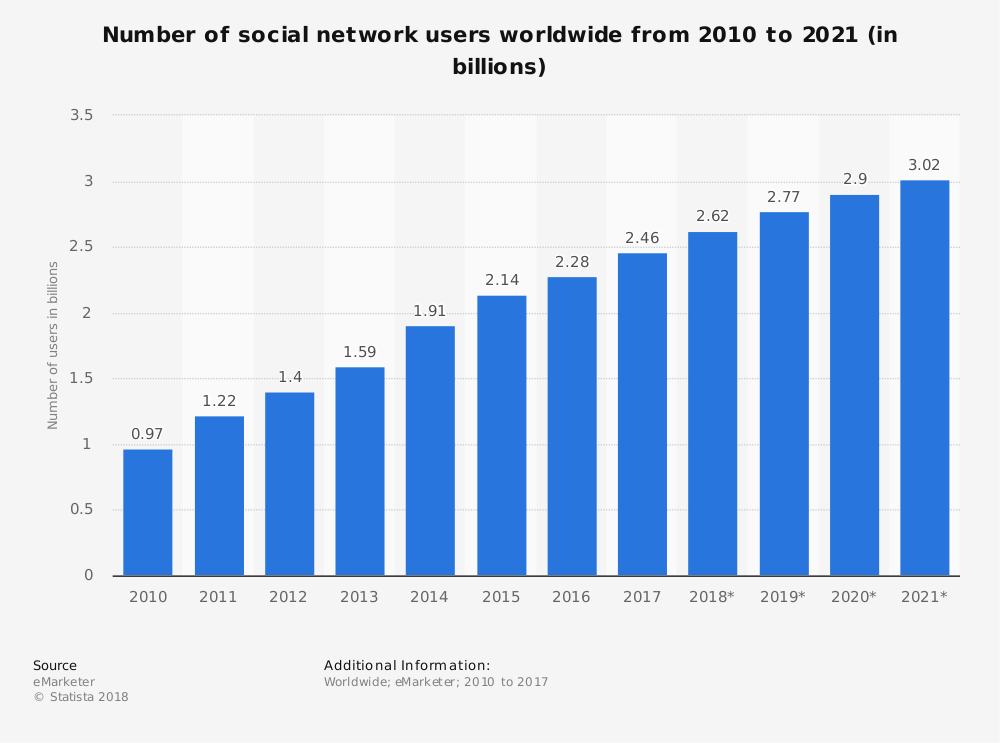 Number of social network users worldwide from 2010 to 2021 (in
billions)
Number of users in billions
3.5
3
2.5
2
1.5
1
0.5
0
0.97
1.22
1.4
1.59
1.91
2.14
2.28
2.46
2.62
2.77
2.9
3.02
2010 2011 2012 2013 2014 2015 2016 2017 2018* 2019* 2020* 2021*
Source
eMarketer
© Statista 2018
Additional Information:
Worldwide; eMarketer; 2010 to 2017